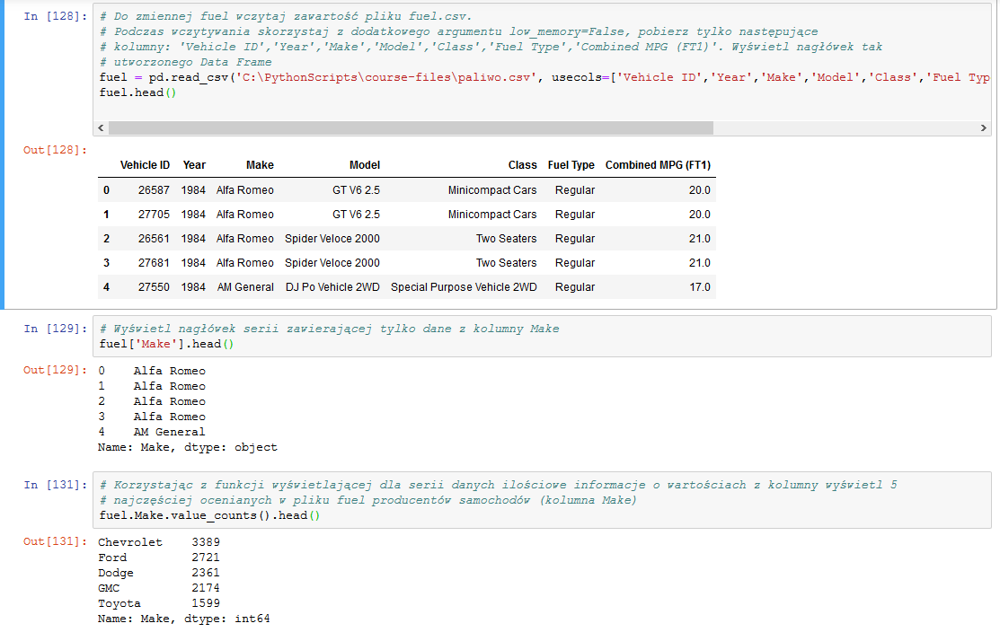 In [128]: # Do zmiennej fuel wczytaj zawartość pliku fuel.csv.
# Podczas wczytywania skorzystaj z dodatkowego argumentu low_memory=False, pobierz tylko następujące
# kolumny: 'Vehicle ID','Year','Make','Model','Class','Fuel Type','Combined MPG (FT1)'. Wyświetl nagłówek tak
# utworzonego Data Frame
fuel = pd.read_csv('C:\PythonScripts\course-files\paliwo.csv', usecols=['Vehicle ID','Year','Make','Model','Class','Fuel Typ
fuel.head()
Out[128]:
Vehicle ID Year Make Model Class Fuel Type Combined MPG (FT1)
0 26587 1984 Alfa Romeo GT V6 2.5 Minicompact Cars Regular 20.0
1 27705 1984 Alfa Romeo GT V6 2.5 Minicompact Cars Regular 20.0
2 26561 1984 Alfa Romeo Spider Veloce 2000 Two Seaters Regular 21.0
3 27681 1984 Alfa Romeo Spider Veloce 2000 Two Seaters Regular 21.0
4 27550 1984 AM General DJ Po Vehicle 2WD Special Purpose Vehicle 2WD Regular 17.0
In [129]: # Wyświetl nagłówek serii zawierającej tylko dane z kolumny Make
fuel['Make'].head()
Out[129]: 0 Alfa Romeo
1 Alfa Romeo
2 Alfa Romeo
3 Alfa Romeo
4 AM General
Name: Make, dtype: object
In [131]: # Korzystając z funkcji wyświetlającej dla serii danych ilościowe informacje o wartościach z kolumny wyświetl 5
# najczęściej ocenianych w pliku fuel producentów samochodów (kolumna Make)
fuel.Make.value_counts().head()
Out[131]: Chevrolet 3389
Ford 2721
Dodge 2361
GMC 2174
Toyota 1599
Name: Make, dtype: int64